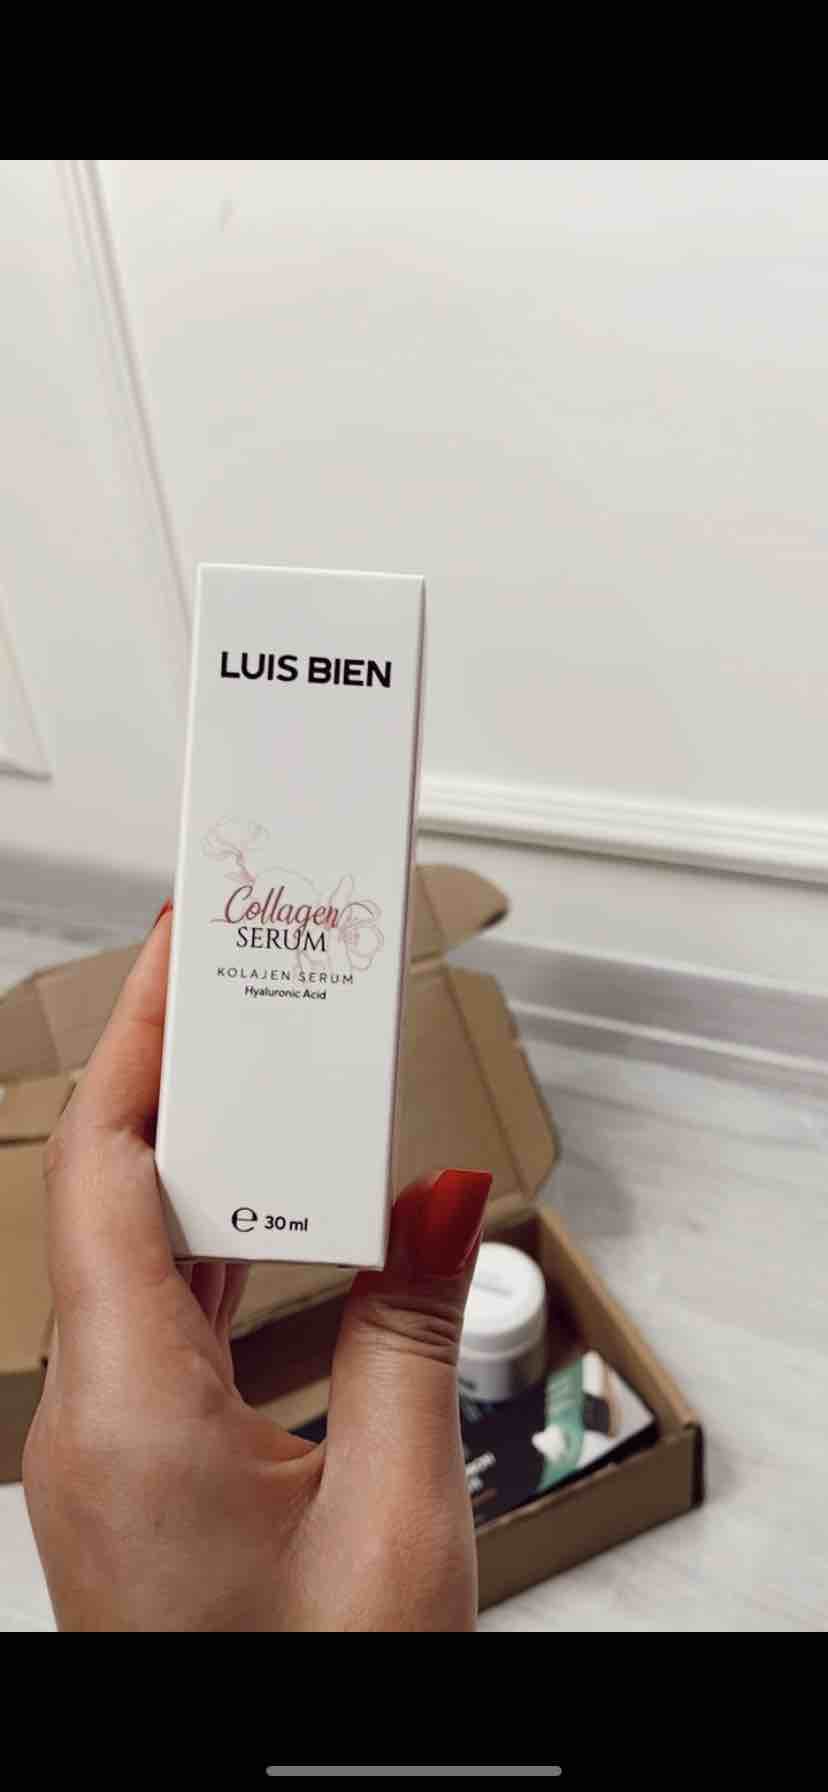 LUIS BIEN
Collagen
SERUM
KOLAJEN SERUM
Hyaluronic Acid
℮ 30 ml